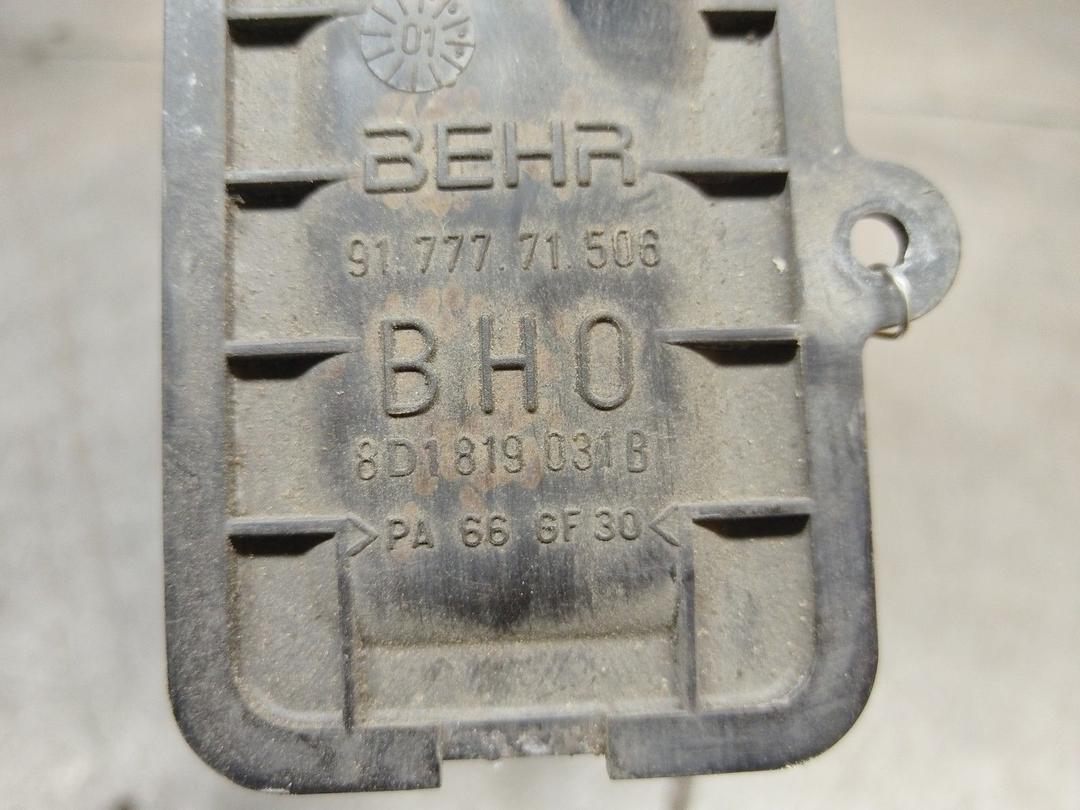 01
BEHR
91.777.71.506
BHO
8D1 819 031 B
>PA 66 GF 30<